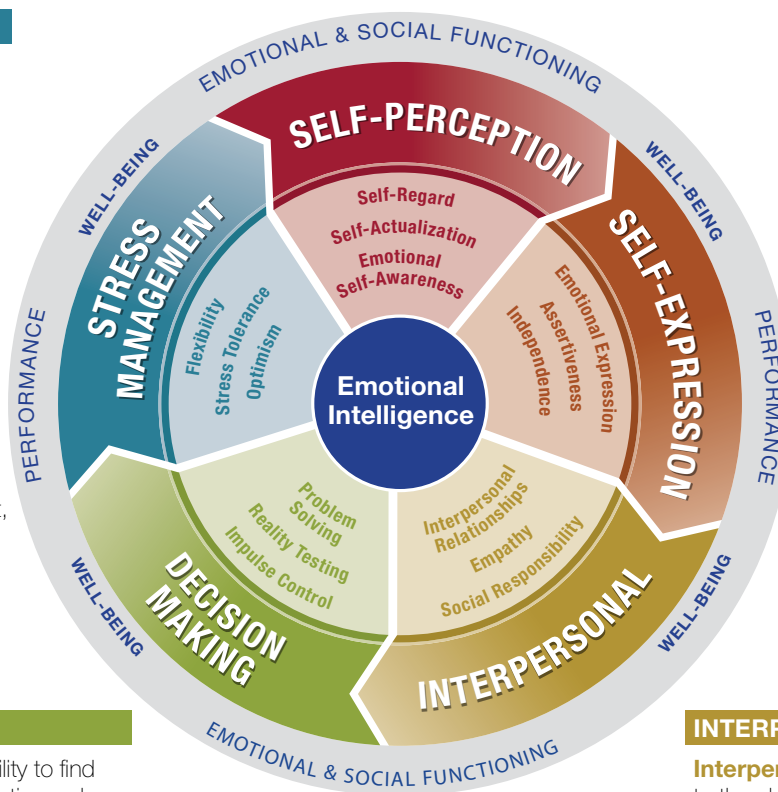 EMOTIONAL & SOCIAL FUNCTIONING
WELL-BEING
WELL-BEING
PERFORMANCE
PERFORMANCE
SELF-PERCEPTION
Self-Regard
Self-Actualization
Emotional
Self-Awareness
SELF-EXPRESSION
Emotional Expression
Assertiveness
Independence
STRESS
MANAGEMENT
Flexibility
Stress Tolerance
Optimism
Emotional
Intelligence
Problem
Solving
Reality Testing
Impulse Control
DECISION
MAKING
Interpersonal
Relationships
Empathy
Social Responsibility
INTERPERSONAL
WELL-BEING
WELL-BEING
EMOTIONAL & SOCIAL FUNCTIONING
INTERP
ility to find
Interper